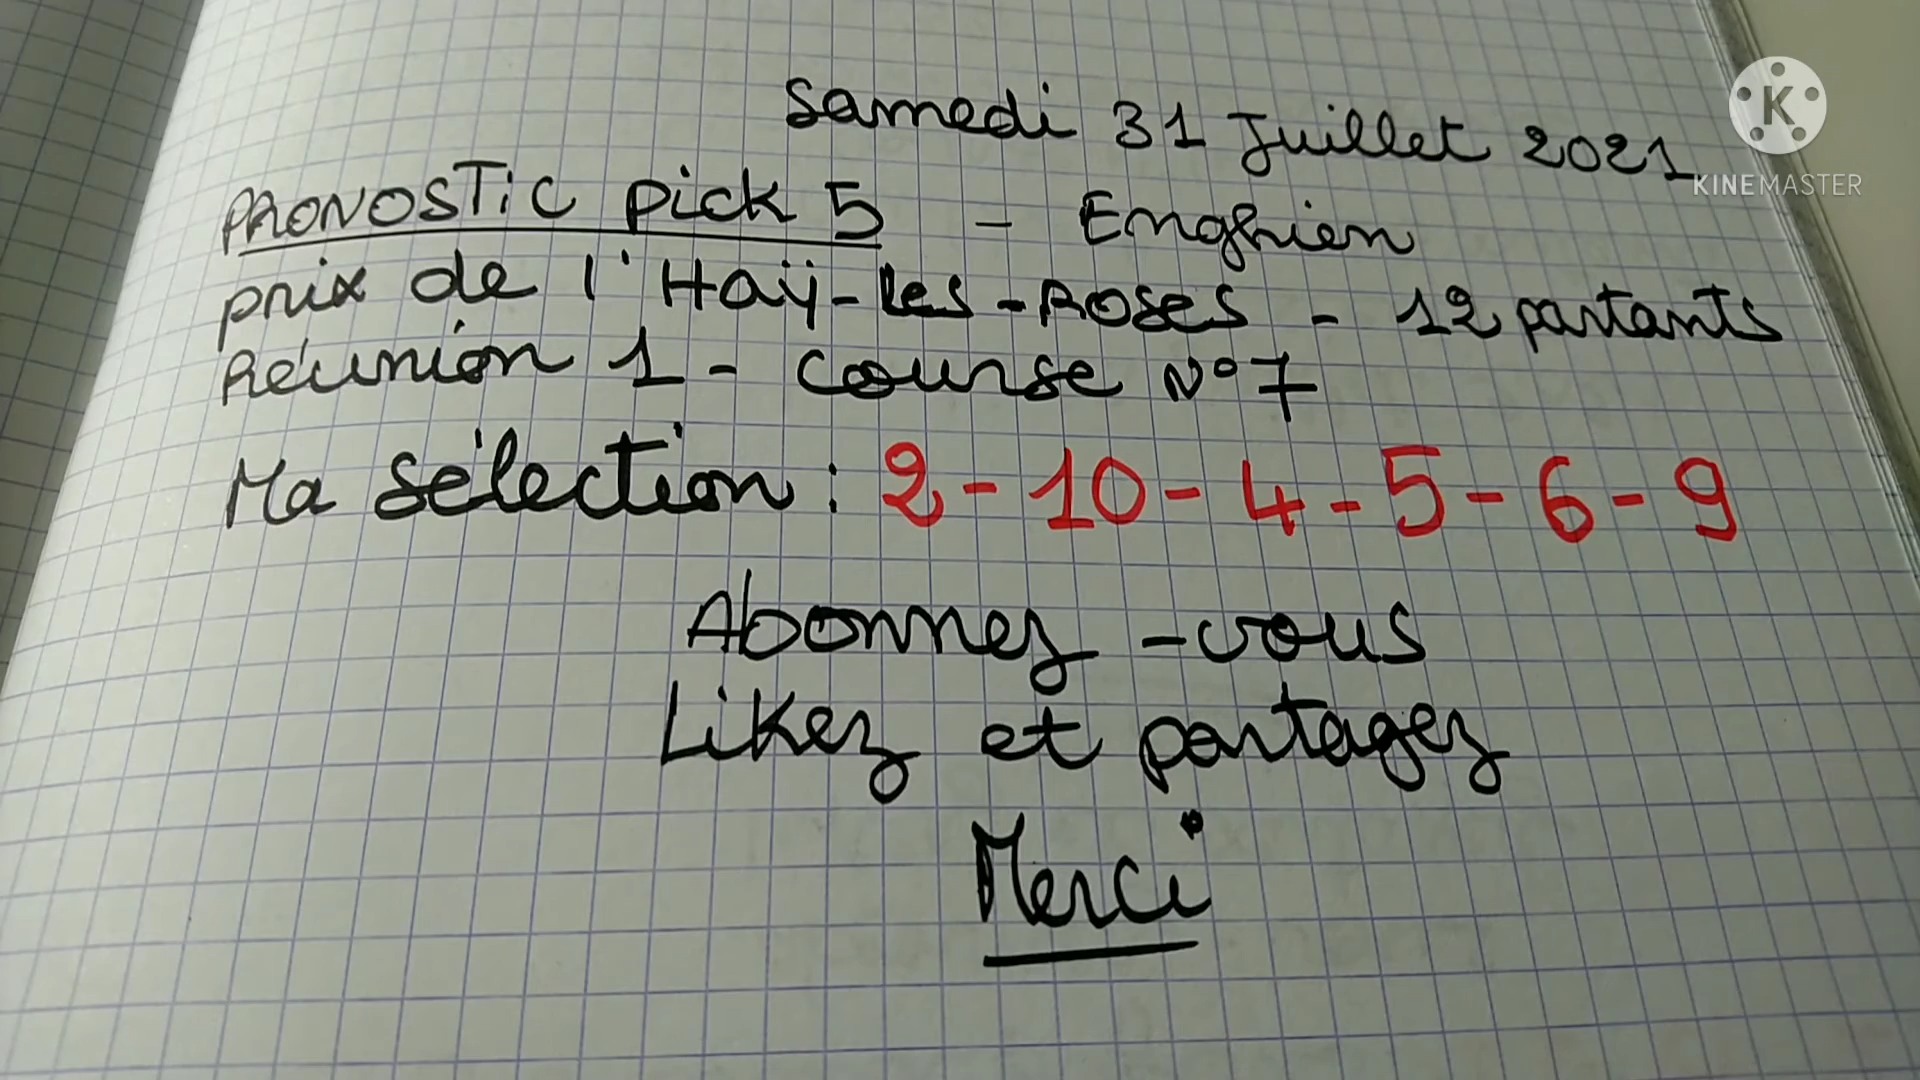 Samedi 31 Juillet 2021
PRONOSTIC PICK 5 - Enghien
prix de l'Haÿ-Les-Roses - 12 partants
Réunion 1 - Course N°7
Ma sélection : 2 - 10 - 4 - 5 - 6 - 9
Abonnez-vous
Likez et partagez
Merci
K
KINEMASTER